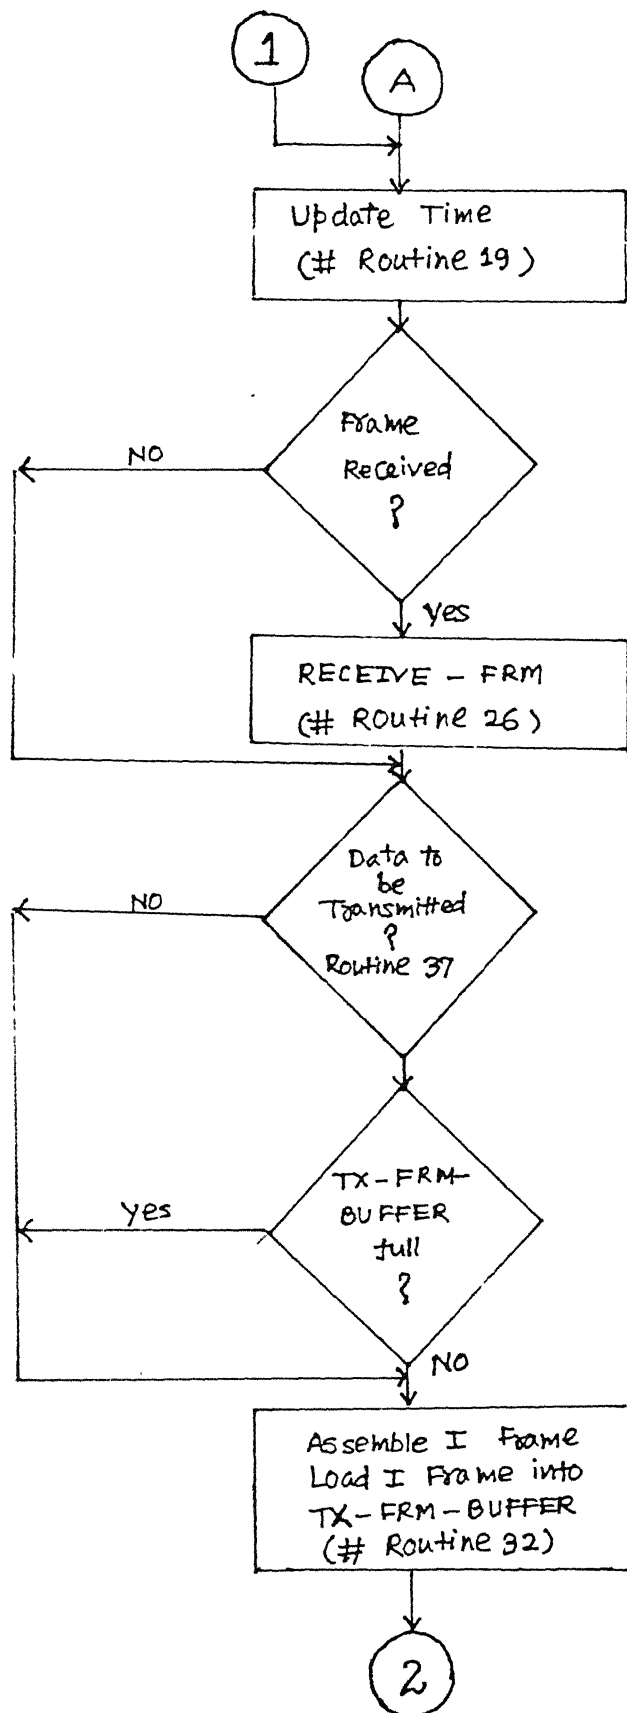 1
A
Update Time
(# Routine 19)
Frame
Received
?
NO
Yes
RECEIVE - FRM
(# Routine 26)
Data to
be
Transmitted
?
Routine 37
NO
TX-FRM-
BUFFER
full
?
Yes
NO
Assemble I Frame
Load I Frame into
TX-FRM-BUFFER
(# Routine 32)
2